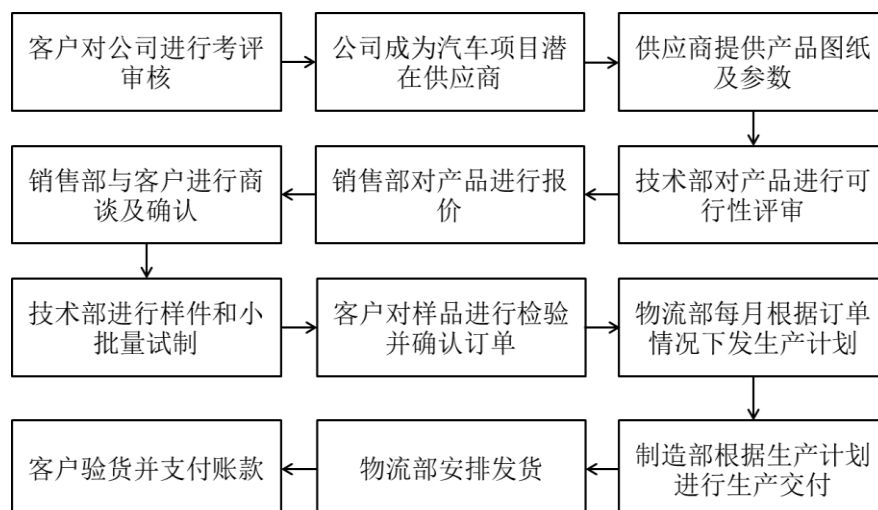 客户对公司进行考评
审核
公司成为汽车项目潜
在供应商
供应商提供产品图纸
及参数
技术部对产品进行可
行性评审
销售部对产品进行报
价
销售部与客户进行商
谈及确认
技术部进行样件和小
批量试制
客户对样品进行检验
并确认订单
物流部每月根据订单
情况下发生产计划
制造部根据生产计划
进行生产交付
物流部安排发货
客户验货并支付账款